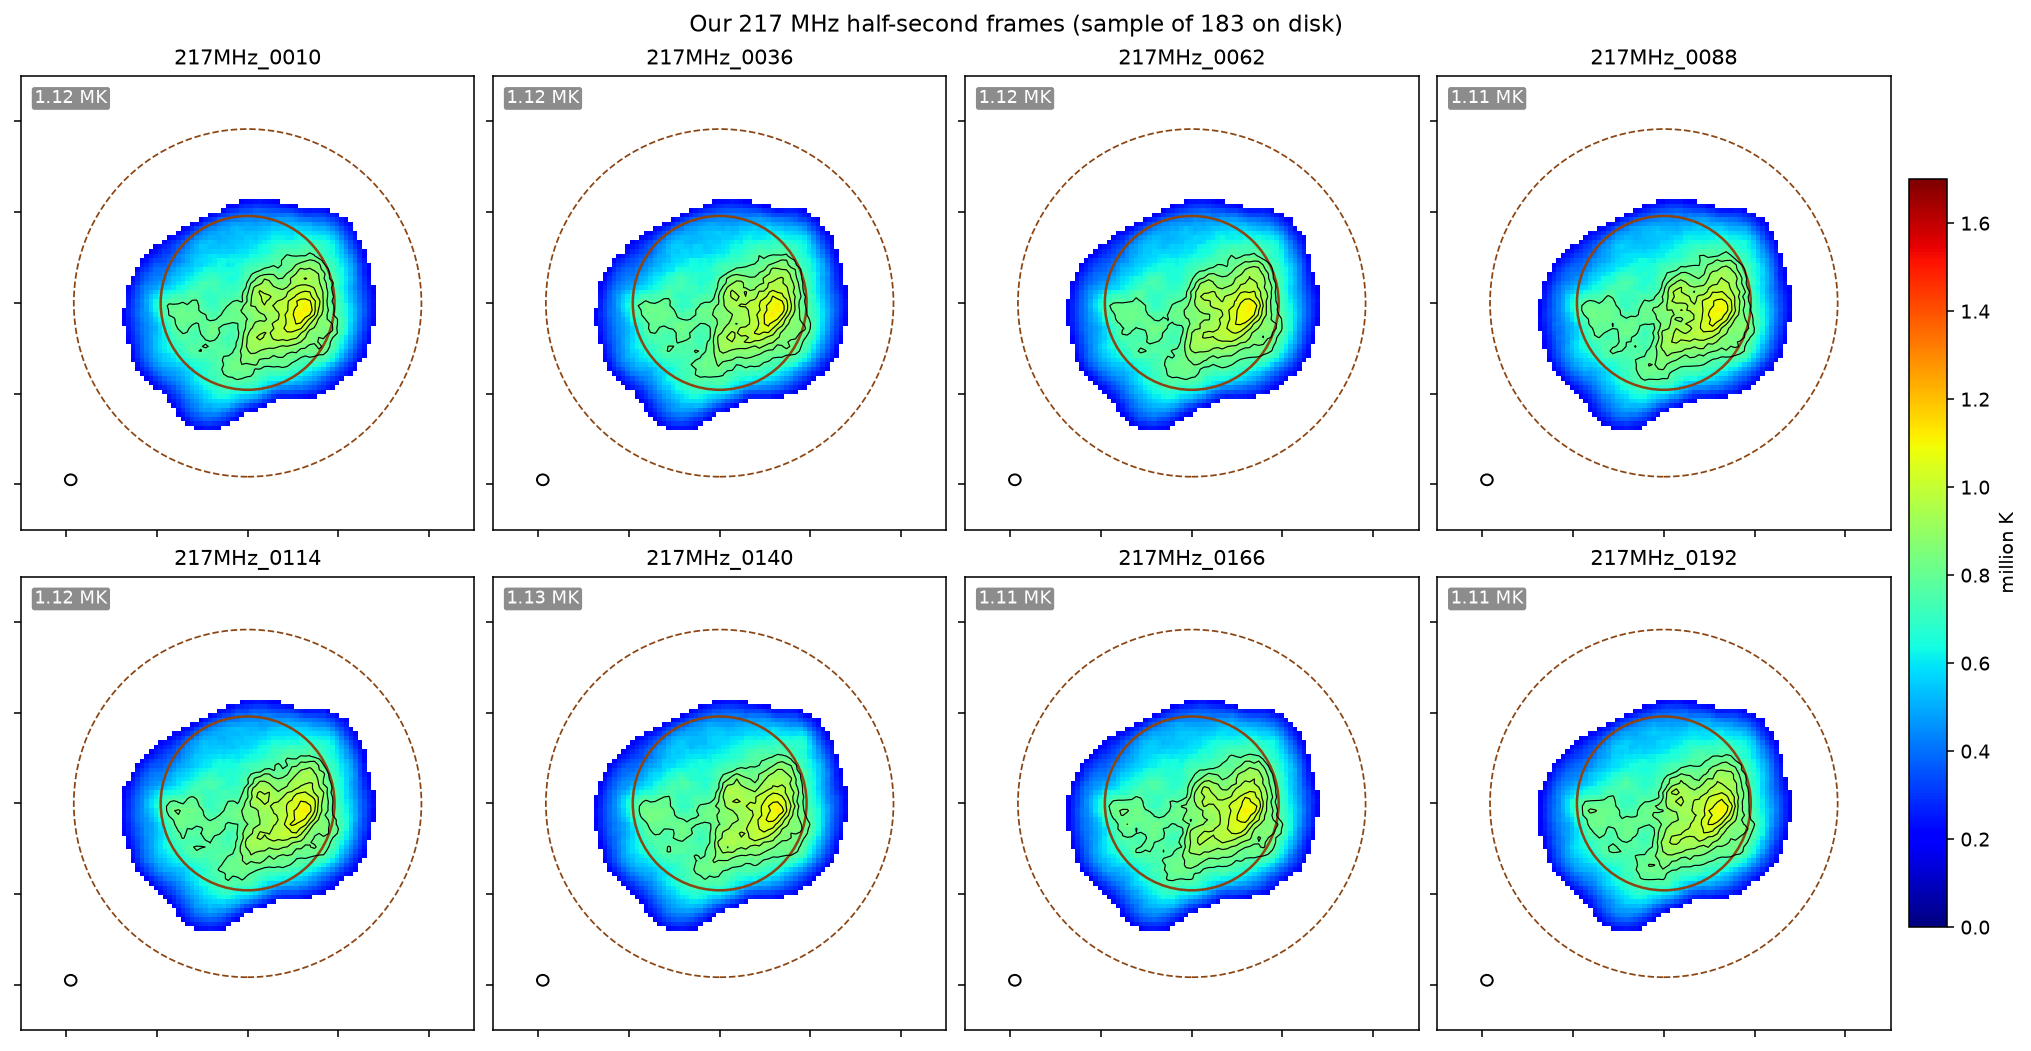 Our 217 MHz half-second frames (sample of 183 on disk)
217MHz_0010
217MHz_0036
217MHz_0062
217MHz_0088
1.12 MK
1.12 MK
1.12 MK
1.11 MK
217MHz_0114
217MHz_0140
217MHz_0166
217MHz_0192
1.12 MK
1.13 MK
1.11 MK
1.11 MK
1.6
1.4
1.2
1.0
0.8
0.6
0.4
0.2
0.0
million K